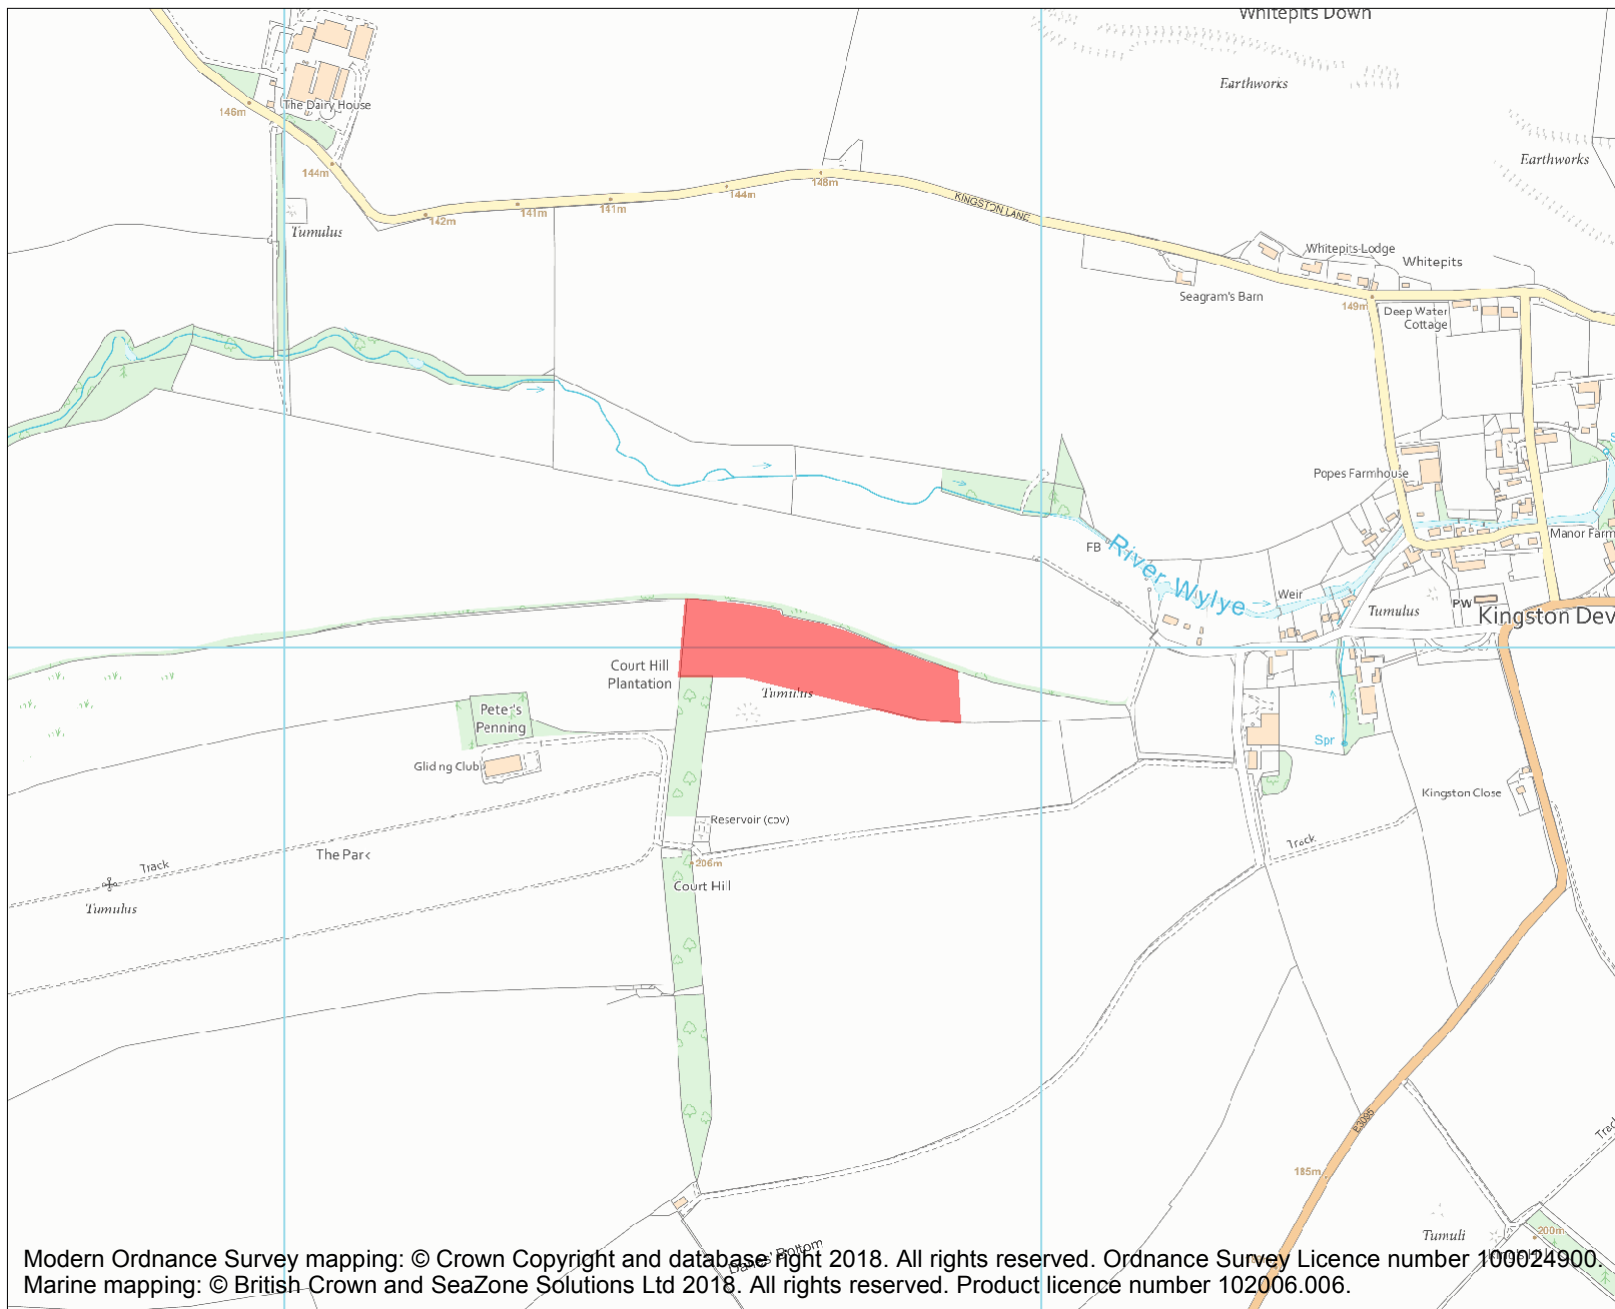 Whitepits Down
Earthworks
The Dairy House
146m
Earthworks
144m
148m
144m
KINGSTON LANE
141m
141m
142m
Tumulus
Whitepits Lodge
Whitepits
Seagram's Barn
149m
Deep Water
Cottage
Popes Farmhouse
Manor Farm
FB
River Wylye
Weir
Tumulus
PW
Kingston Dev
Court Hill
Plantation
Tumulus
Peter's
Penning
Spr
Gliding Club
Kingston Close
Reservoir (cov)
Track
The Park
Track
206m
Court Hill
Tumulus
B3095
Trac
185m
Tumuli
200m
Modern Ordnance Survey mapping: © Crown Copyright and database right 2018. All rights reserved. Ordnance Survey Licence number 100024900.
Marine mapping: © British Crown and SeaZone Solutions Ltd 2018. All rights reserved. Product licence number 102006.006.